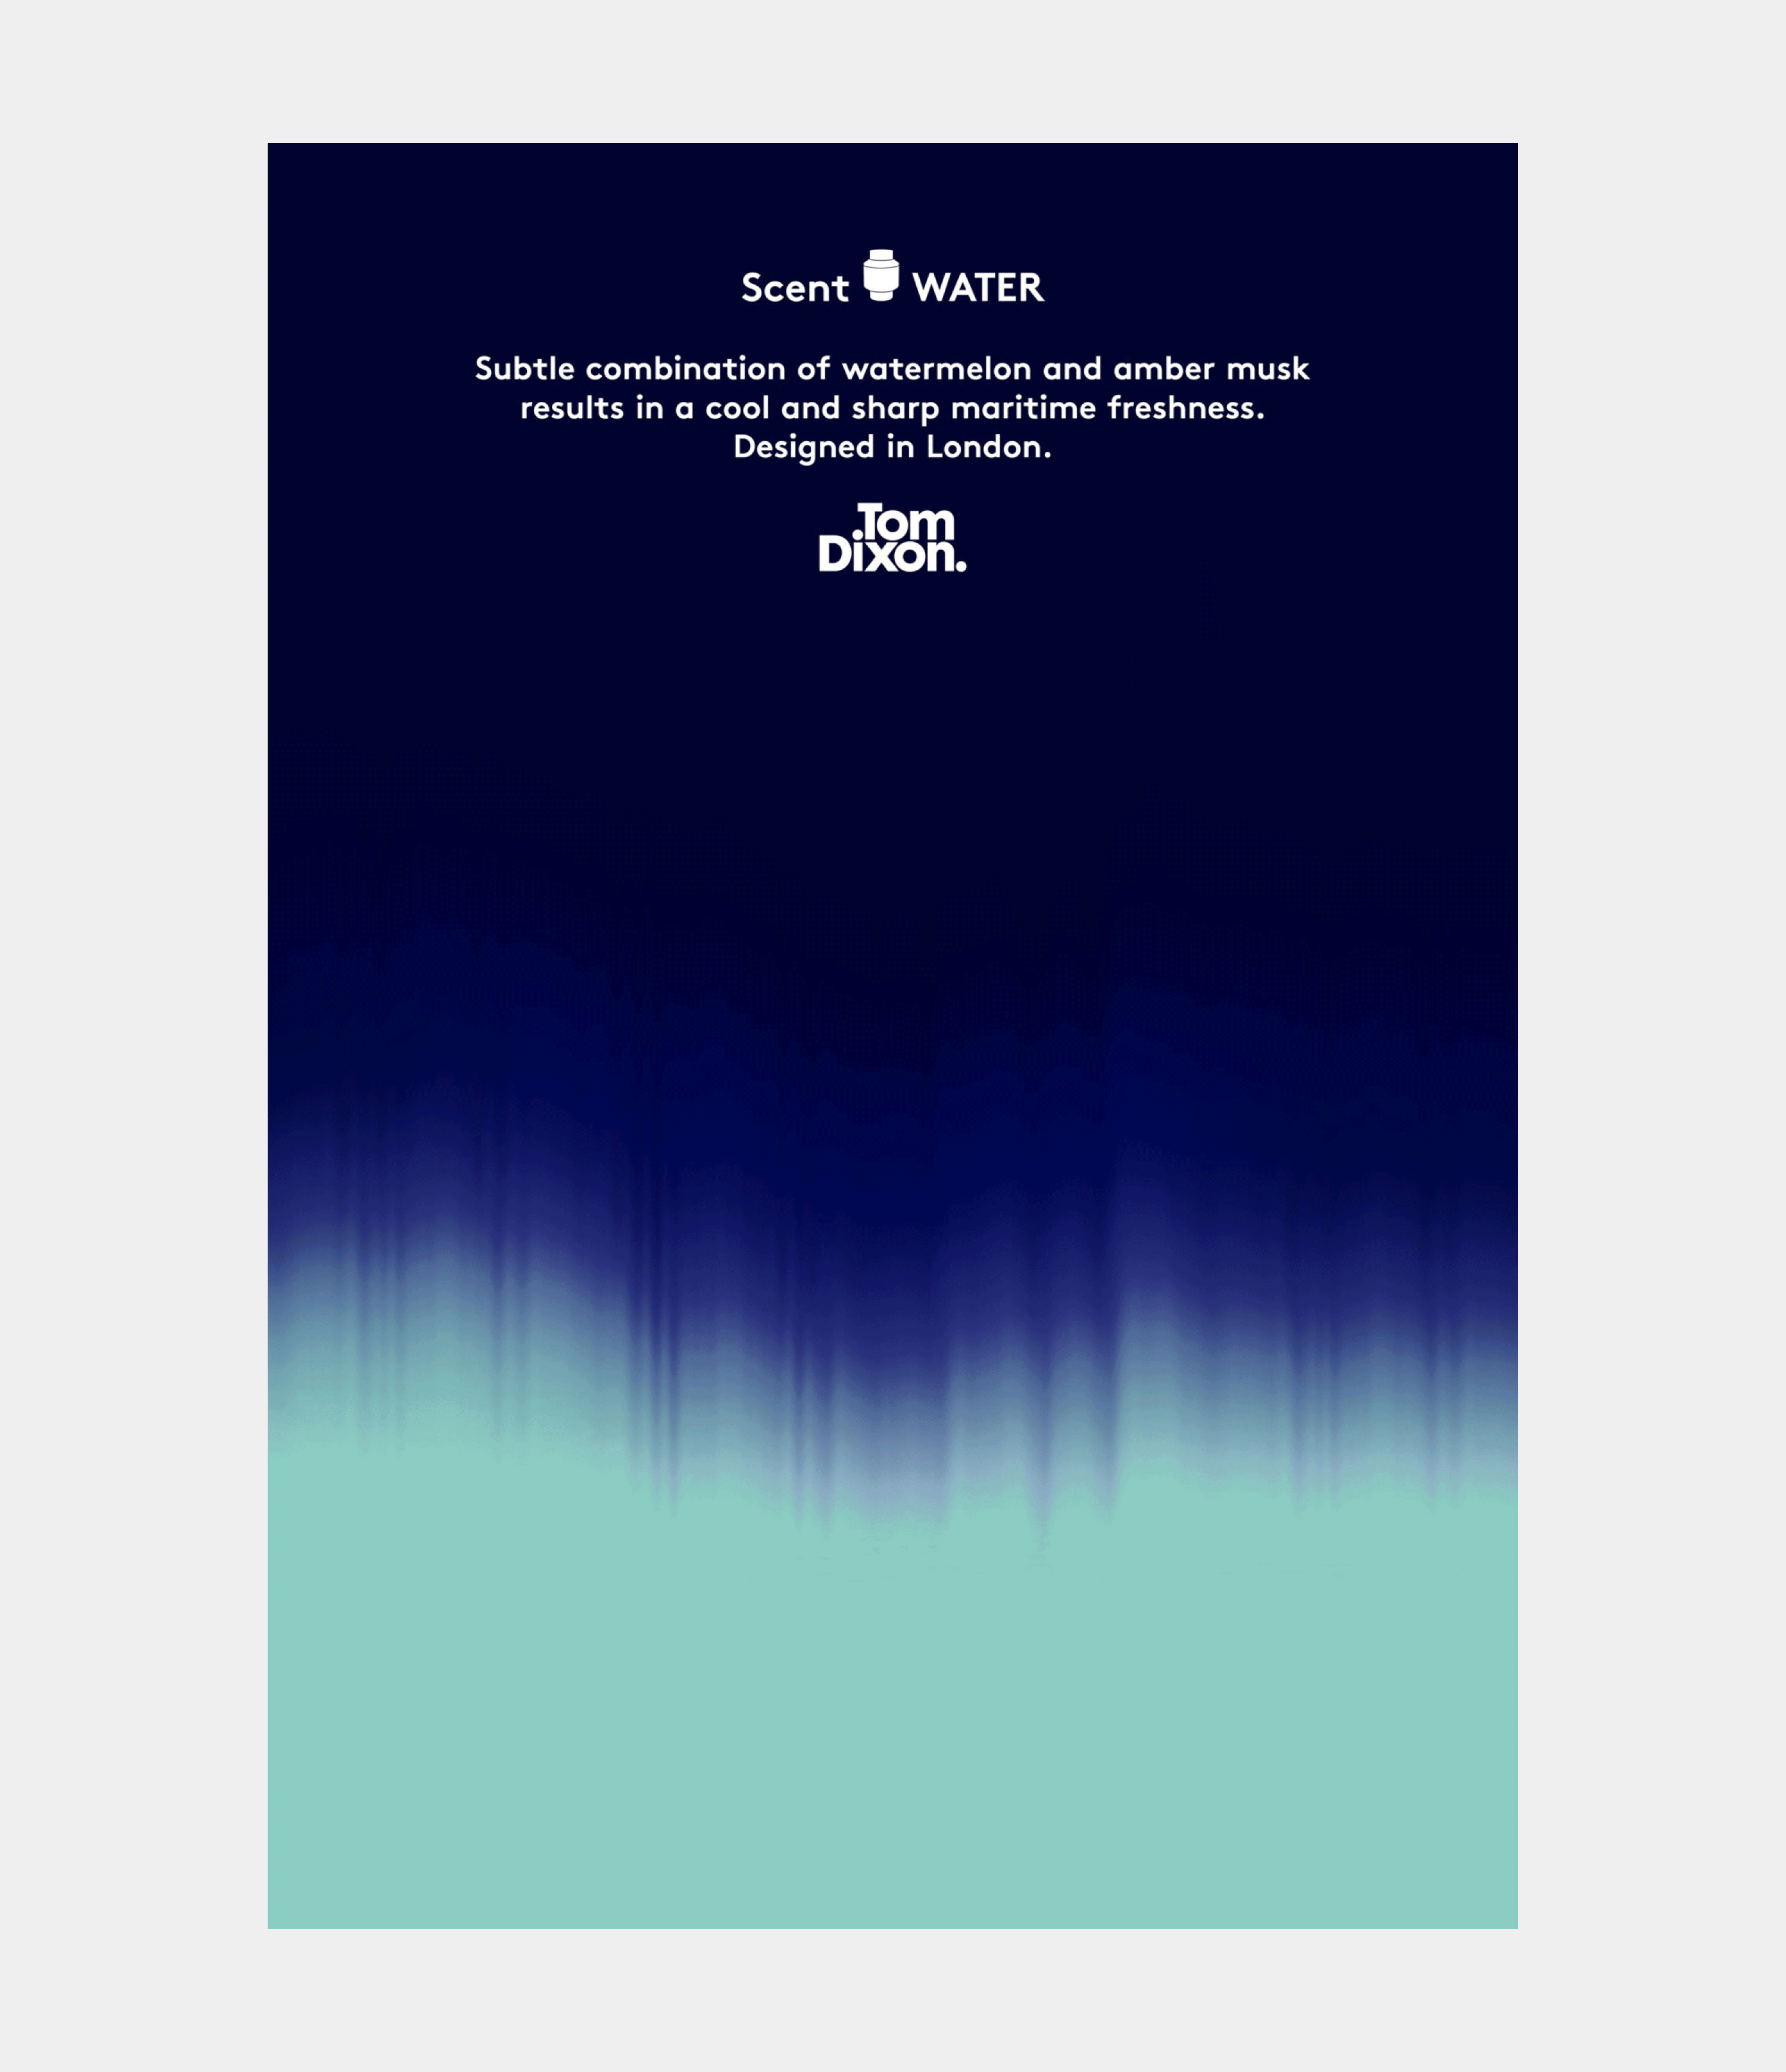 Scent WATER
Subtle combination of watermelon and amber musk
results in a cool and sharp maritime freshness.
Designed in London.
Tom
Dixon.